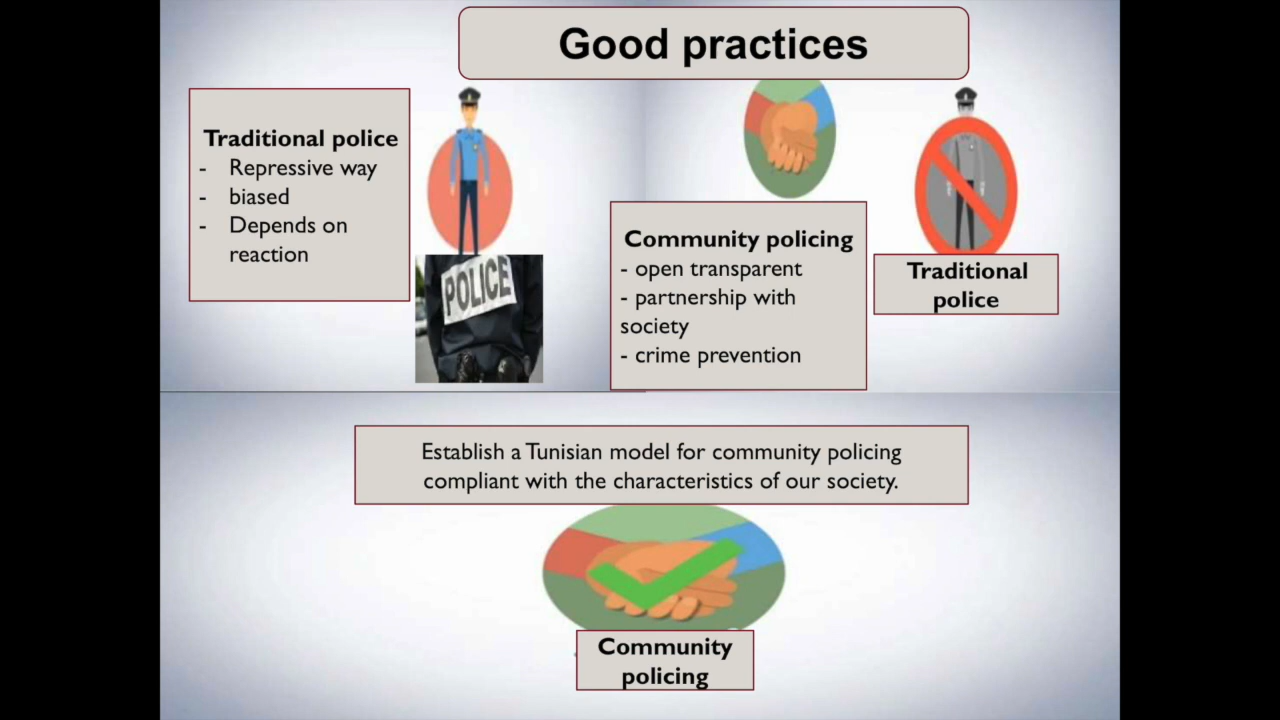 Good practices
Traditional police
- Repressive way
- biased
- Depends on
reaction
POLICE
Community policing
- open transparent
- partnership with
society
- crime prevention
Traditional
police
Establish a Tunisian model for community policing
compliant with the characteristics of our society.
Community
policing